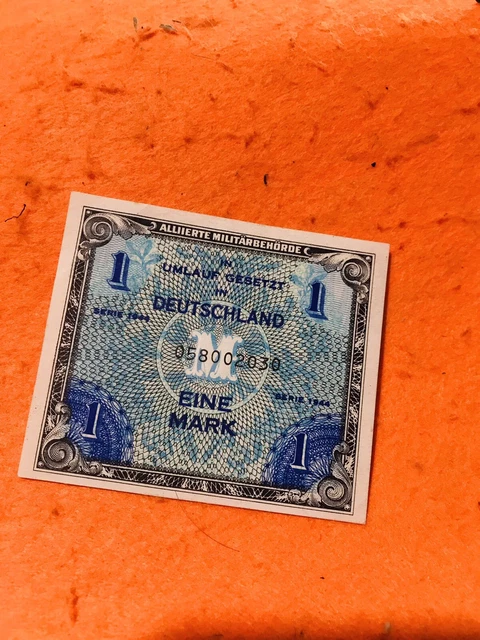 ALLIIERTE MILITÄRBEHÖRDE
IN
UMLAUF GESETZT
IN
DEUTSCHLAND
1
1
SERIE 1944
M
058002030
SERIE 1944
EINE
MARK
1
1